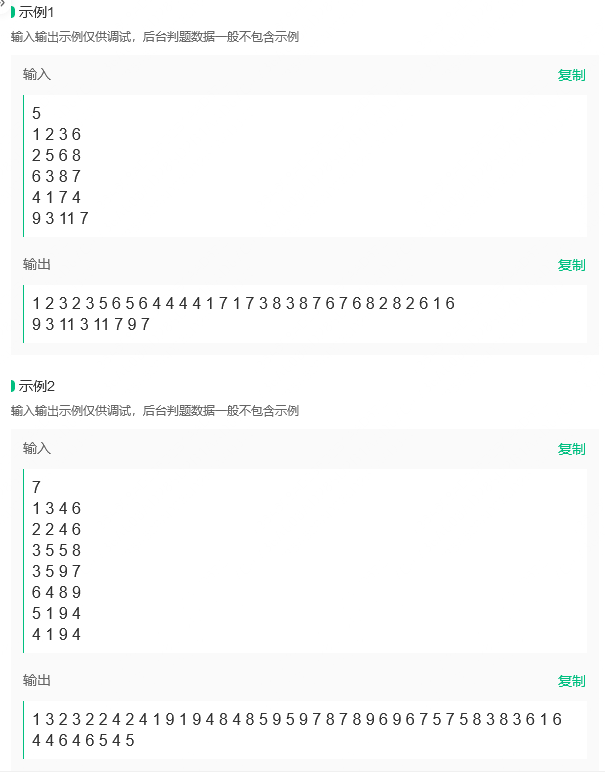 示例1
输入输出示例仅供调试，后台判题数据一般不包含示例
输入
复制
5
1 2 3 6
2 5 6 8
6 3 8 7
4 1 7 4
9 3 11 7
输出
复制
1 2 3 2 3 5 6 5 6 4 4 4 4 1 7 1 7 3 8 3 8 7 6 7 6 8 2 8 2 6 1 6
9 3 11 3 11 7 9 7
示例2
输入输出示例仅供调试，后台判题数据一般不包含示例
输入
复制
7
1 3 4 6
2 2 4 6
3 5 5 8
3 5 9 7
6 4 8 9
5 1 9 4
4 1 9 4
输出
复制
1 3 2 3 2 2 4 2 4 1 9 1 9 4 8 4 8 5 9 5 9 7 8 7 8 9 6 9 6 7 5 7 5 8 3 8 3 6 1 6
4 4 6 4 6 5 4 5